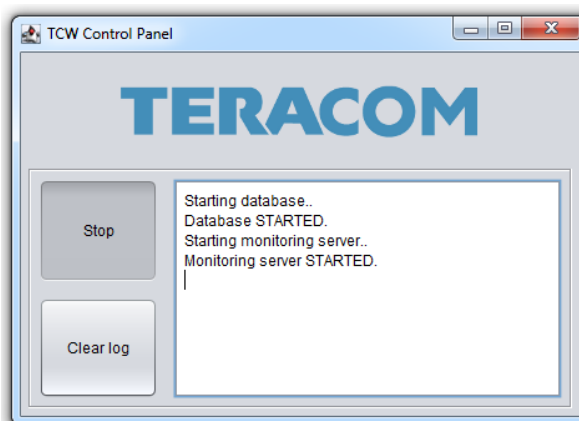 TCW Control Panel
TERACOM
Stop
Starting database..
Database STARTED.
Starting monitoring server..
Monitoring server STARTED.
Clear log